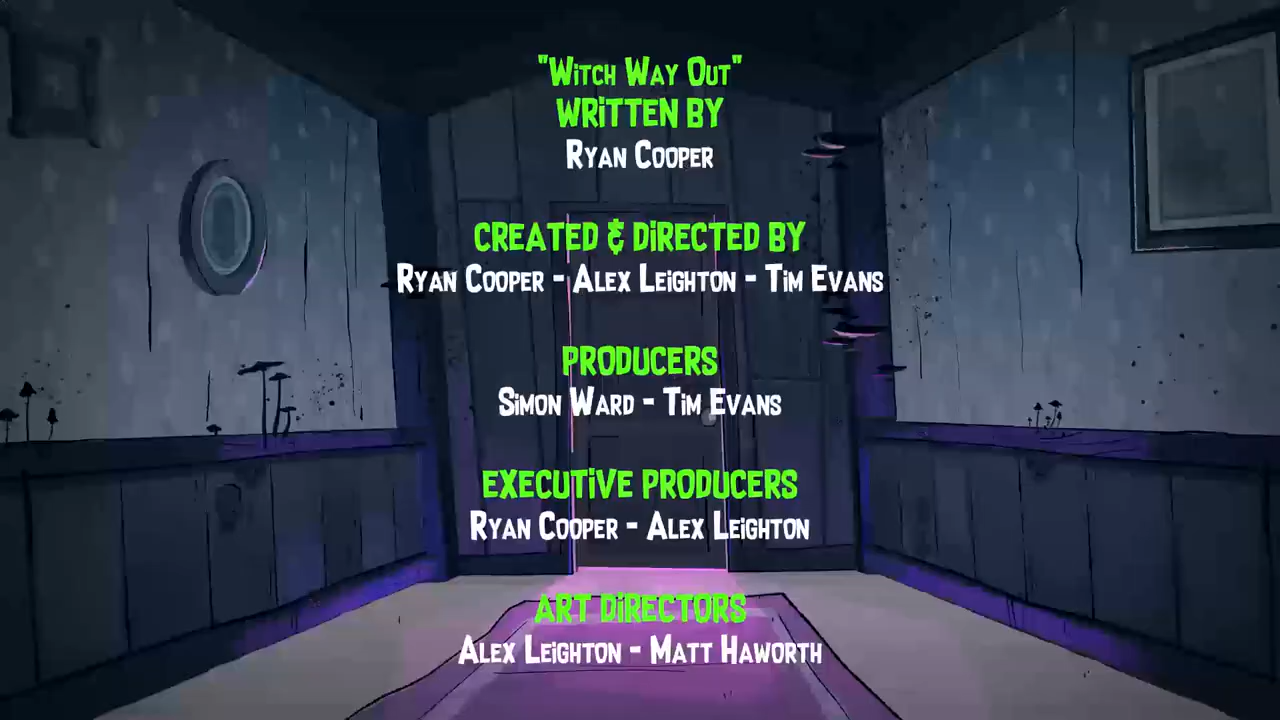 "Witch Way Out"
WRITTEN BY
Ryan Cooper
CREATED & DIRECTED BY
Ryan Cooper - Alex Leighton - Tim Evans
PRODUCERS
Simon Ward - Tim Evans
EXECUTIVE PRODUCERS
Ryan Cooper - Alex Leighton
ART DIRECTORS
Alex Leighton - Matt Haworth